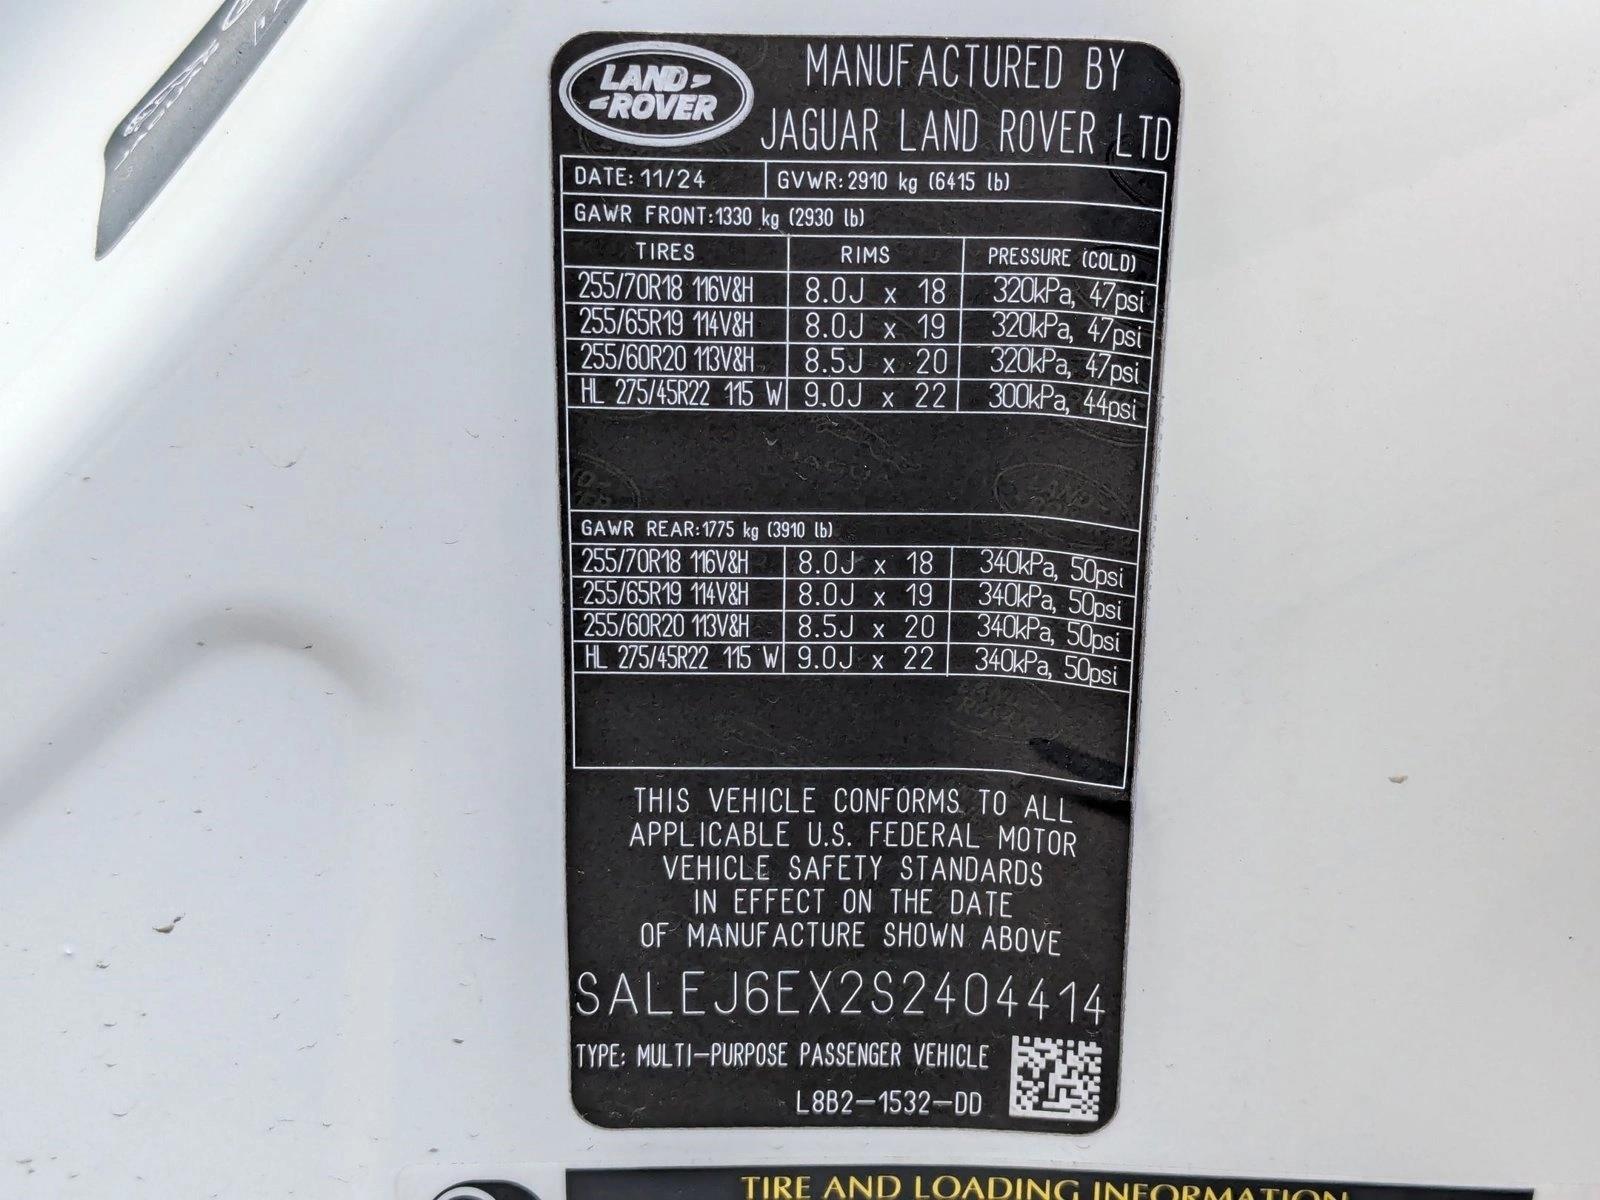 LAND-
-ROVER
MANUFACTURED BY
JAGUAR LAND ROVER LTD
DATE: 11/24 GVWR: 2910 kg (6415 lb)
GAWR FRONT: 1330 kg (2930 lb)
TIRES RIMS PRESSURE (COLD)
255/70R18 116V&H 8.0J x 18 320kPa, 47psi
255/65R19 114V&H 8.0J x 19 320kPa, 47psi
255/60R20 113V&H 8.5J x 20 320kPa, 47psi
HL 275/45R22 115 W 9.0J x 22 300kPa, 44psi
GAWR REAR: 1775 kg (3910 lb)
255/70R18 116V&H 8.0J x 18 340kPa, 50psi
255/65R19 114V&H 8.0J x 19 340kPa, 50psi
255/60R20 113V&H 8.5J x 20 340kPa, 50psi
HL 275/45R22 115 W 9.0J x 22 340kPa, 50psi
THIS VEHICLE CONFORMS TO ALL
APPLICABLE U.S. FEDERAL MOTOR
VEHICLE SAFETY STANDARDS
IN EFFECT ON THE DATE
OF MANUFACTURE SHOWN ABOVE
SALEJ6EX2S2404414
TYPE: MULTI-PURPOSE PASSENGER VEHICLE
L8B2-1532-DD
TIRE AND LOADING INFORMATION